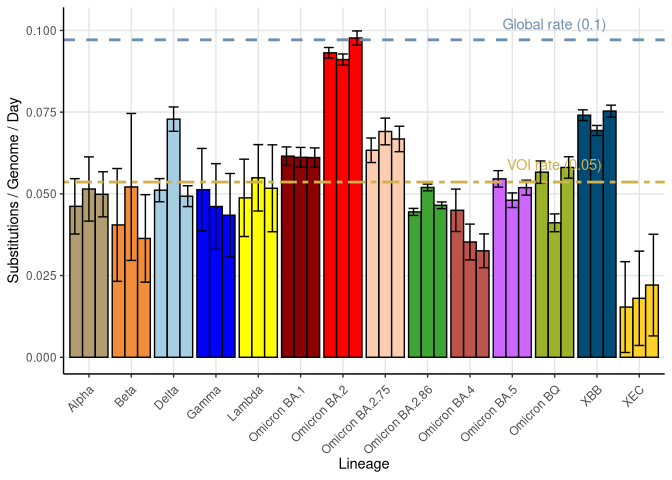 Global rate (0.1)
VOI rate (0.05)
0.100
0.075
0.050
0.025
0.000
Substitutions / Genome / Day
Alpha
Beta
Delta
Gamma
Lambda
Omicron BA.1
Omicron BA.2
Omicron BA.2.75
Omicron BA.2.86
Omicron BA.4
Omicron BA.5
Omicron BQ
XBB
XEC
Lineage